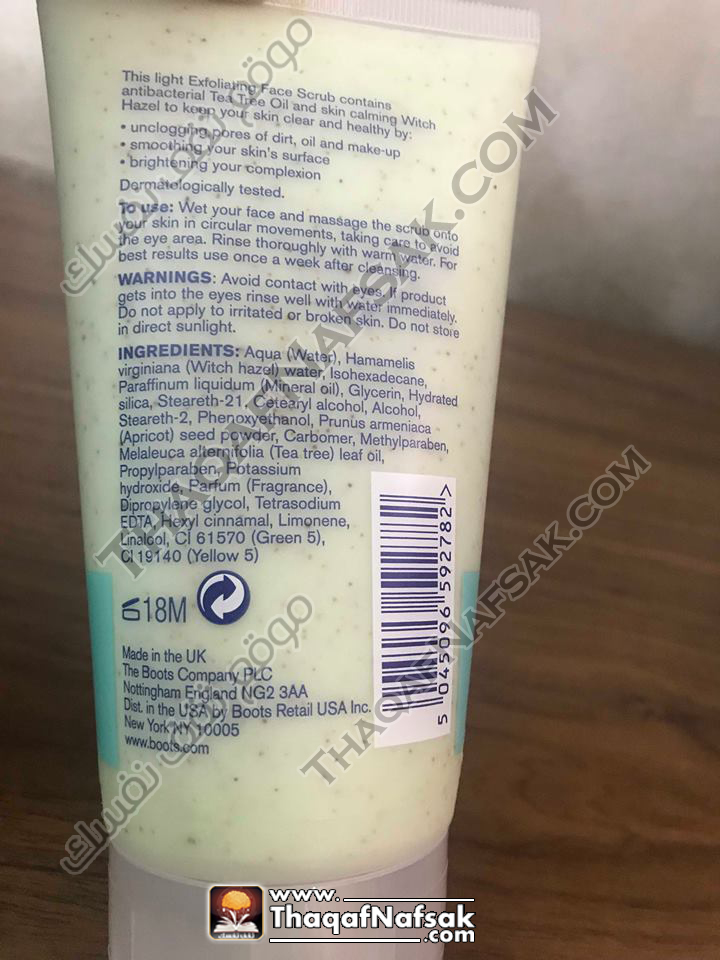 This light Exfoliating Face Scrub contains
antibacterial Tea Tree Oil and skin calming Witch
Hazel to keep your skin clear and healthy by:
• unclogging pores of dirt, oil and make-up
• smoothing your skin's surface
• brightening your complexion
Dermatologically tested.
To use: Wet your face and massage the scrub onto
your skin in circular movements, taking care to avoid
the eye area. Rinse thoroughly with warm water. For
best results use once a week after cleansing.
WARNINGS: Avoid contact with eyes. If product
gets into the eyes rinse well with water immediately.
Do not apply to irritated or broken skin. Do not store
in direct sunlight.
INGREDIENTS: Aqua (Water), Hamamelis
virginiana (Witch hazel) water, Isohexadecane,
Paraffinum liquidum (Mineral oil), Glycerin, Hydrated
silica, Steareth-21, Cetearyl alcohol, Alcohol,
Steareth-2, Phenoxyethanol, Prunus armeniaca
(Apricot) seed powder, Carbomer, Methylparaben,
Melaleuca alternifolia (Tea tree) leaf oil,
Propylparaben, Potassium
hydroxide, Parfum (Fragrance),
Dipropylene glycol, Tetrasodium
EDTA, Hexyl cinnamal, Limonene,
Linalool, CI 61570 (Green 5),
CI 19140 (Yellow 5)
18M
Made in the UK
The Boots Company PLC
Nottingham England NG2 3AA
Dist. in the USA by Boots Retail USA Inc.
New York NY 10005
www.boots.com
5 045096 592782 >
THAQAFNAFSAK.COM
THAQAFNAFSAK.COM
موقع ثقف نفسك
موقع ثقف نفسك
www.
ThaqafNafsak
.com